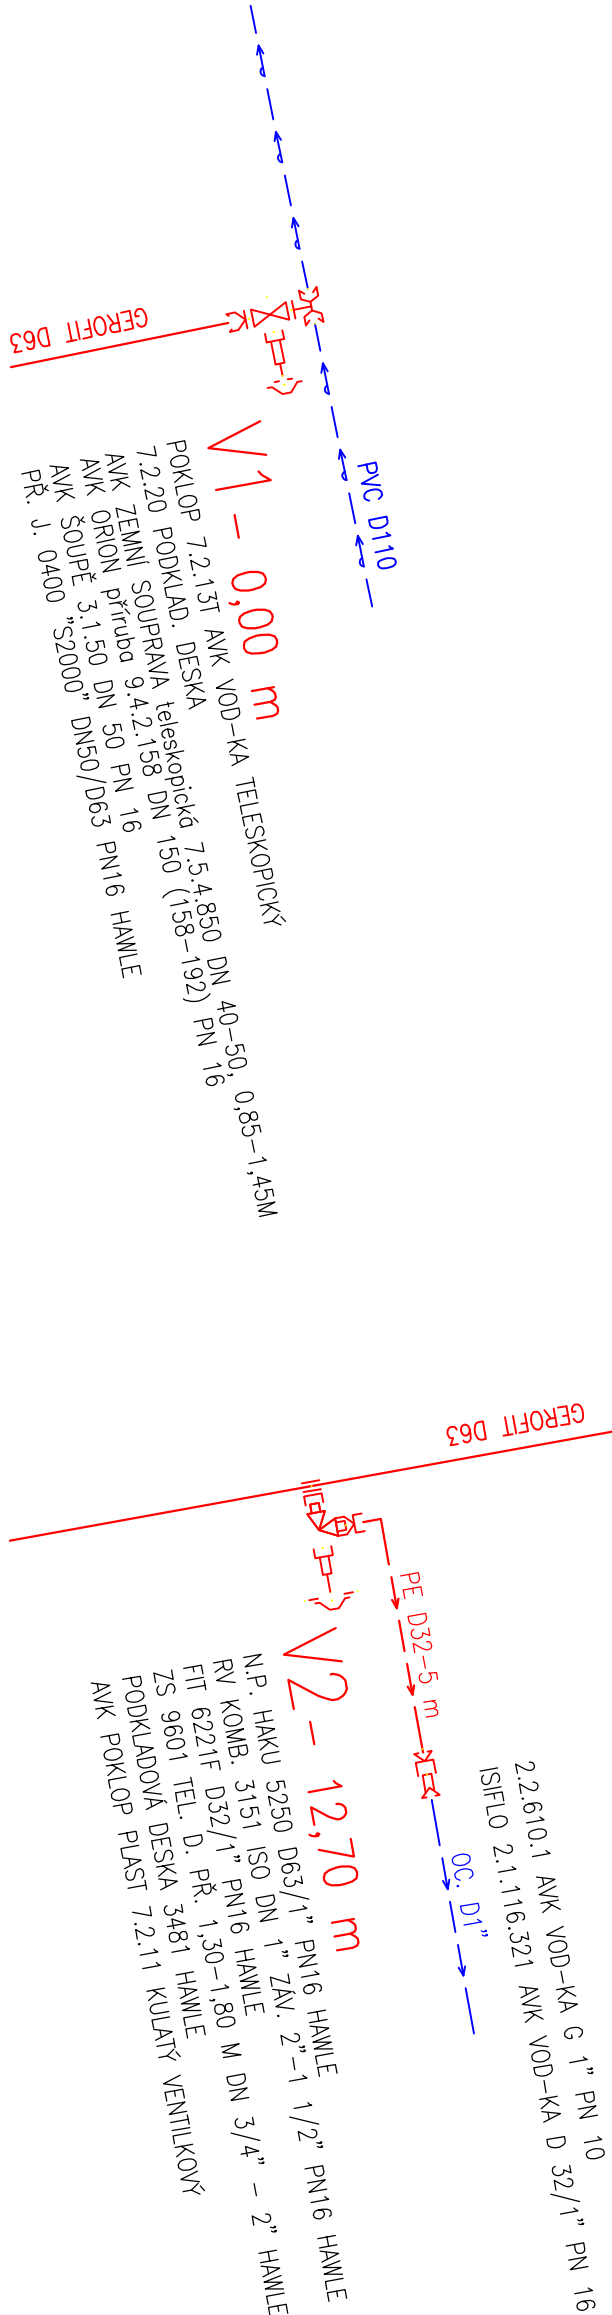 GEROFIT D63
PVC D110
V1 - 0,00 m
POKLOP 7.2.13T AVK VOD-KA TELESKOPICKÝ
7.2.20 PODKLAD. DESKA
AVK ZEMNÍ SOUPRAVA teleskopická 7.5.4.850 DN 40-50, 0,85-1,45M
AVK ORION příruba 9.4.2.158 DN 150 (158-192) PN 16
AVK ŠOUPĚ 3.1.50 DN 50 PN 16
PŘ. J. 0400 "S2000" DN50/D63 PN16 HAWLE
GEROFIT D63
PE D32-5 m
OC. D1"
2.2.610.1 AVK VOD-KA G 1" PN 10
ISIFLO 2.1.116.321 AVK VOD-KA D 32/1" PN 16
V2 - 12,70 m
N.P. HAKU 5250 D63/1" PN16 HAWLE
RV KOMB. 3151 ISO DN 1" ZÁV. 2"-1 1/2" PN16 HAWLE
FIT 6221F D32/1" PN16 HAWLE
ZS 9601 TEL. D. PŘ. 1,30-1,80 M DN 3/4" - 2" HAWLE
PODKLADOVÁ DESKA 3481 HAWLE
AVK POKLOP PLAST 7.2.11 KULATÝ VENTILKOVÝ